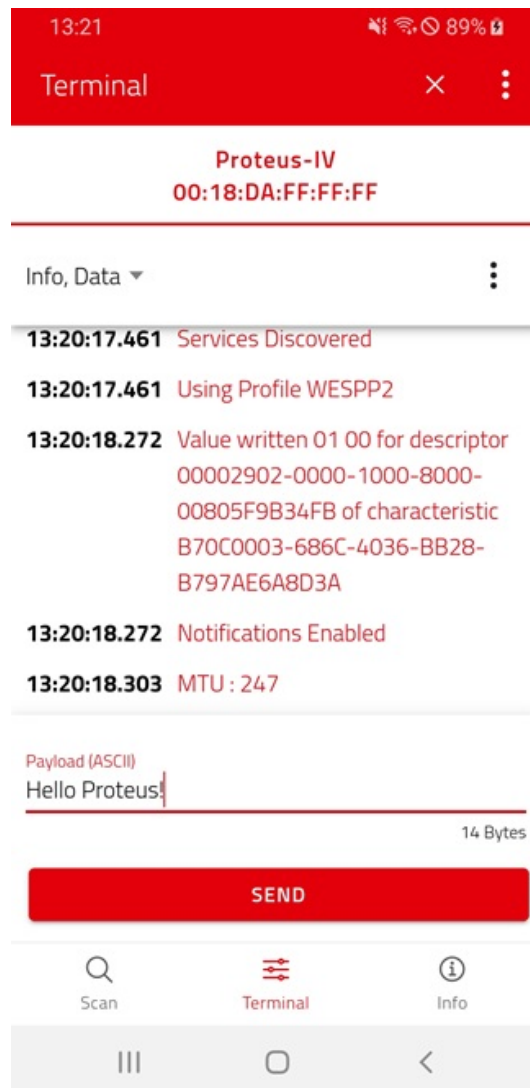 13:21
89%
Terminal
Proteus-IV
00:18:DA:FF:FF:FF
Info, Data
13:20:17.461 Services Discovered
13:20:17.461 Using Profile WESPP2
13:20:18.272 Value written 01 00 for descriptor
00002902-0000-1000-8000-
00805F9B34FB of characteristic
B70C0003-686C-4036-BB28-
B797AE6A8D3A
13:20:18.272 Notifications Enabled
13:20:18.303 MTU : 247
Payload (ASCII)
Hello Proteus!
14 Bytes
SEND
Scan
Terminal
Info